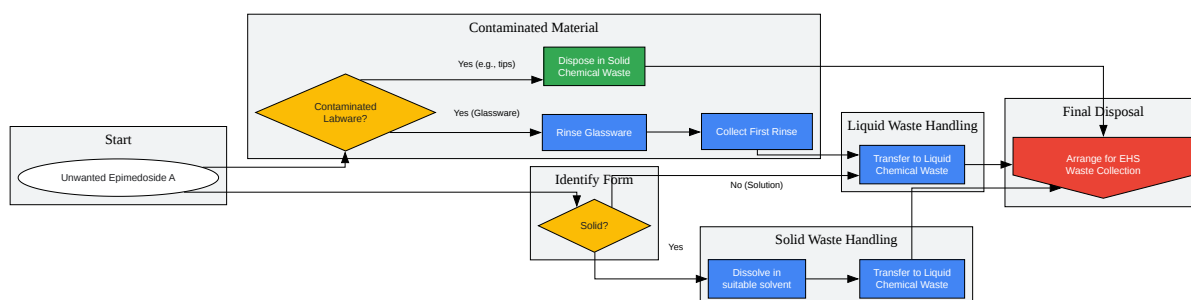 Contaminated Material
Yes (e.g., tips)
Dispose in Solid
Chemical Waste
Contaminated
Labware?
Yes (Glassware)
Rinse Glassware
Collect First Rinse
Start
Unwanted Epimedoside A
Identify Form
Solid?
No (Solution)
Yes
Liquid Waste Handling
Transfer to Liquid
Chemical Waste
Solid Waste Handling
Dissolve in
suitable solvent
Transfer to Liquid
Chemical Waste
Final Disposal
Arrange for EHS
Waste Collection